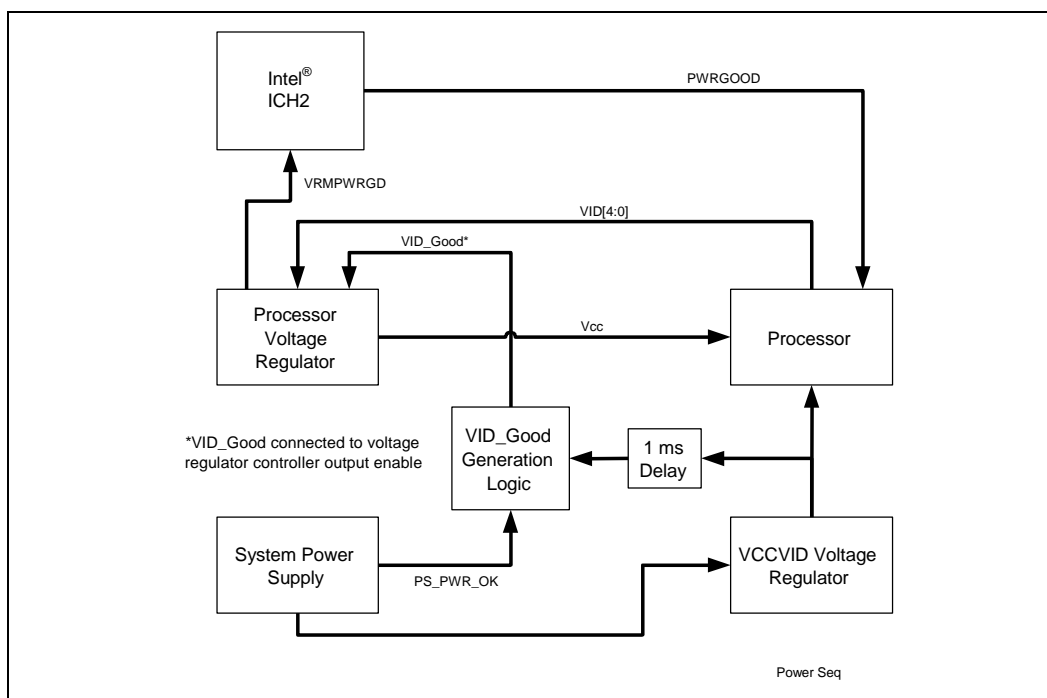 Intel®
ICH2
PWRGOOD
VRMPWRGD
VID[4:0]
VID_Good*
Processor
Voltage
Regulator
Vcc
Processor
*VID_Good connected to voltage
regulator controller output enable
VID_Good
Generation
Logic
1 ms
Delay
System Power
Supply
PS_PWR_OK
VCCVID Voltage
Regulator
Power Seq